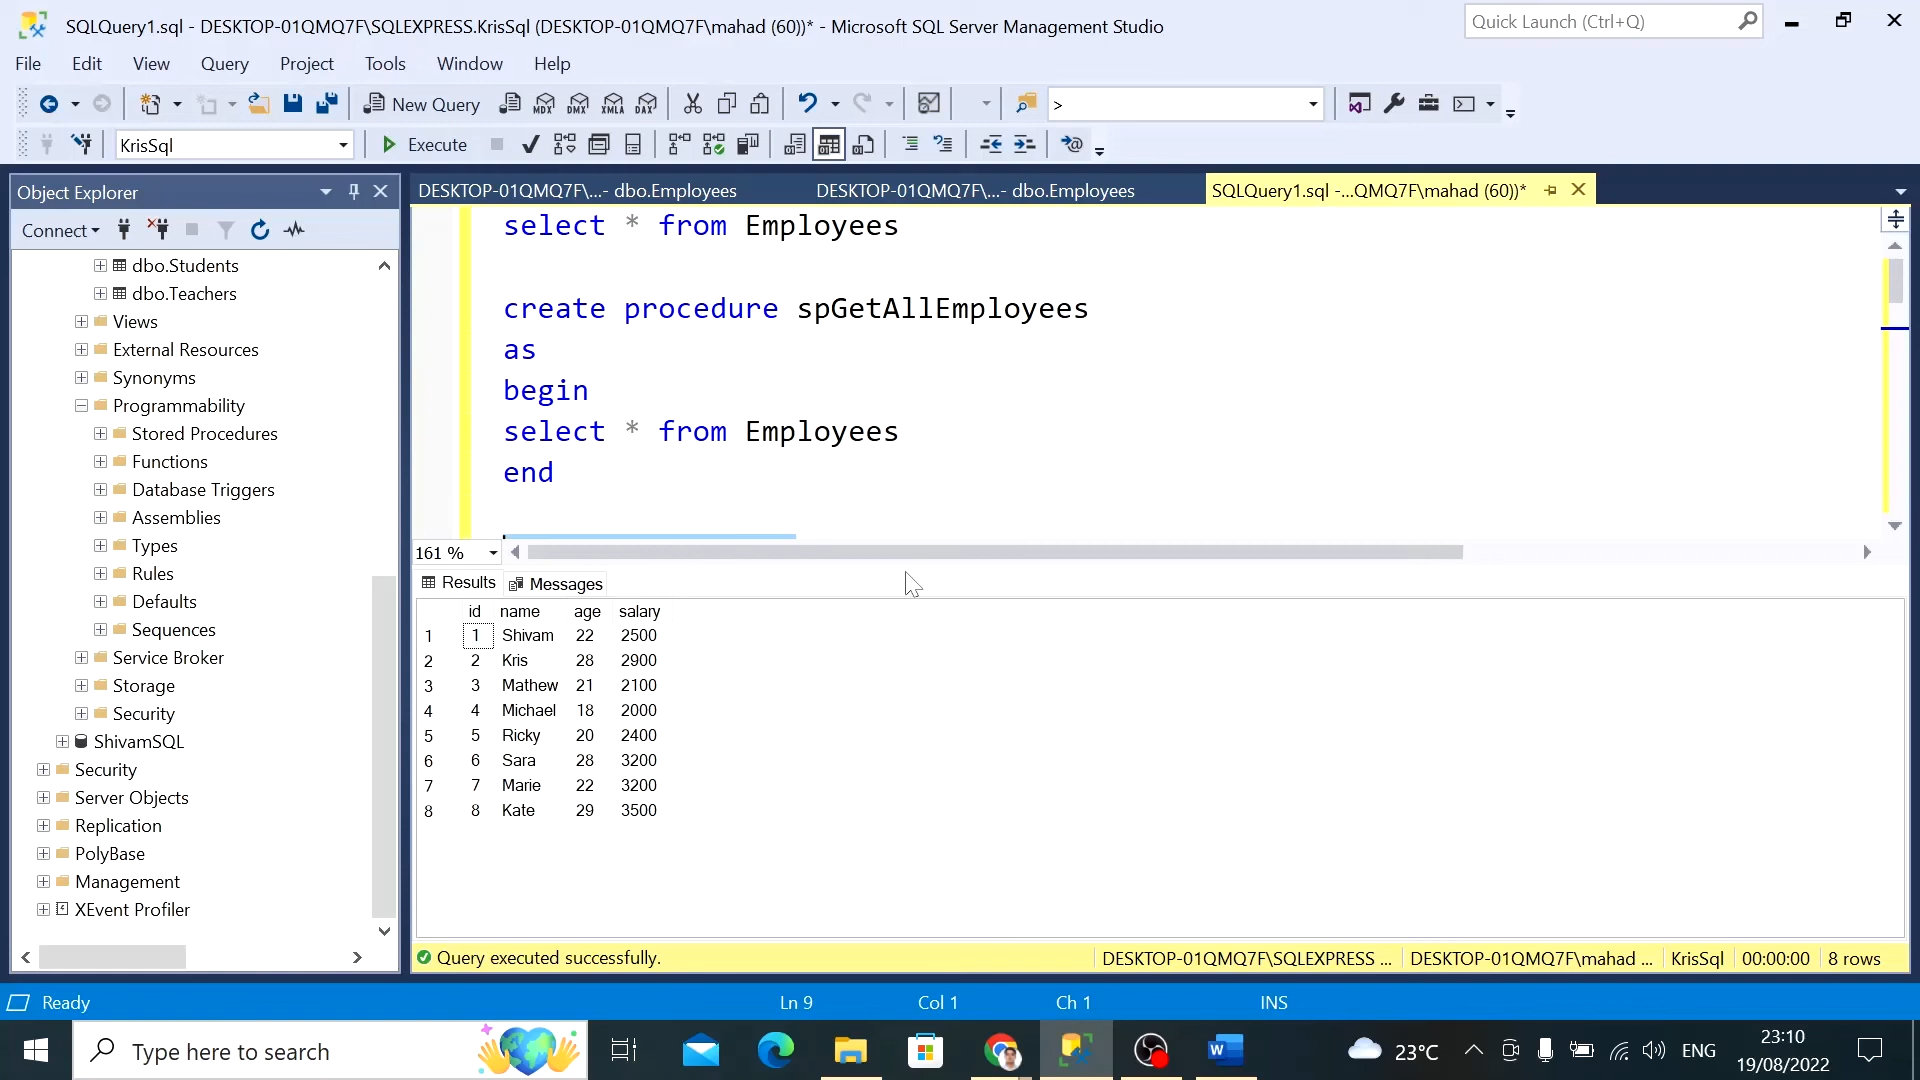 SQLQuery1.sql - DESKTOP-01QMQ7F\SQLEXPRESS.KrisSql (DESKTOP-01QMQ7F\mahad (60))* - Microsoft SQL Server Management Studio
Quick Launch (Ctrl+Q)
File Edit View Query Project Tools Window Help
New Query MDX DMX XMLA DAX >
KrisSql Execute
Object Explorer
Connect
dbo.Students
dbo.Teachers
Views
External Resources
Synonyms
Programmability
Stored Procedures
Functions
Database Triggers
Assemblies
Types
Rules
Defaults
Sequences
Service Broker
Storage
Security
ShivamSQL
Security
Server Objects
Replication
PolyBase
Management
XEvent Profiler
DESKTOP-01QMQ7F\...- dbo.Employees
DESKTOP-01QMQ7F\...- dbo.Employees
SQLQuery1.sql -...QMQ7F\mahad (60))*
select * from Employees
create procedure spGetAllEmployees
as
begin
select * from Employees
end
161 %
Results Messages
id name age salary
1 1 Shivam 22 2500
2 2 Kris 28 2900
3 3 Mathew 21 2100
4 4 Michael 18 2000
5 5 Ricky 20 2400
6 6 Sara 28 3200
7 7 Marie 22 3200
8 8 Kate 29 3500
Query executed successfully.
DESKTOP-01QMQ7F\SQLEXPRESS ... DESKTOP-01QMQ7F\mahad ... KrisSql 00:00:00 8 rows
Ready Ln 9 Col 1 Ch 1 INS
Type here to search
W
23°C
ENG
23:10
19/08/2022